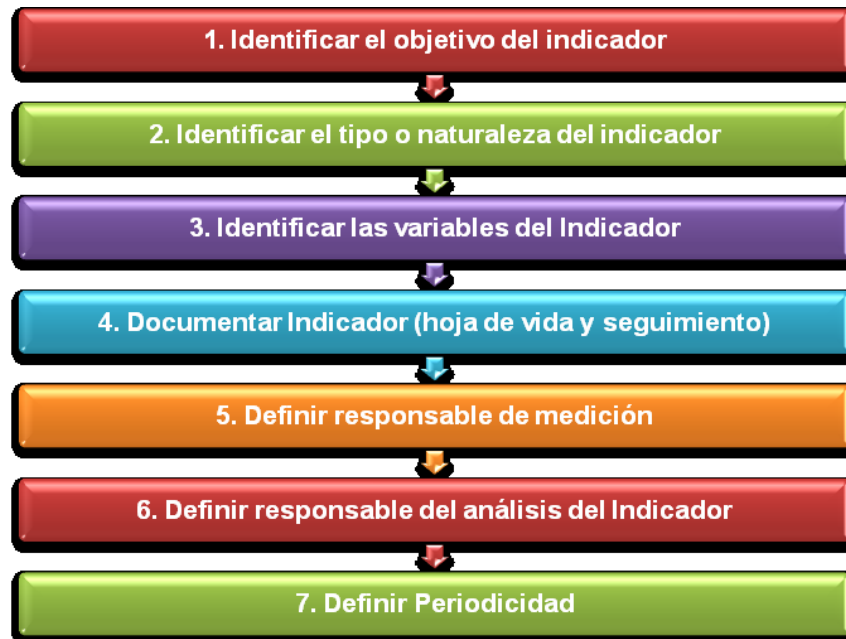 1. Identificar el objetivo del indicador
2. Identificar el tipo o naturaleza del indicador
3. Identificar las variables del Indicador
4. Documentar Indicador (hoja de vida y seguimiento)
5. Definir responsable de medición
6. Definir responsable del análisis del Indicador
7. Definir Periodicidad